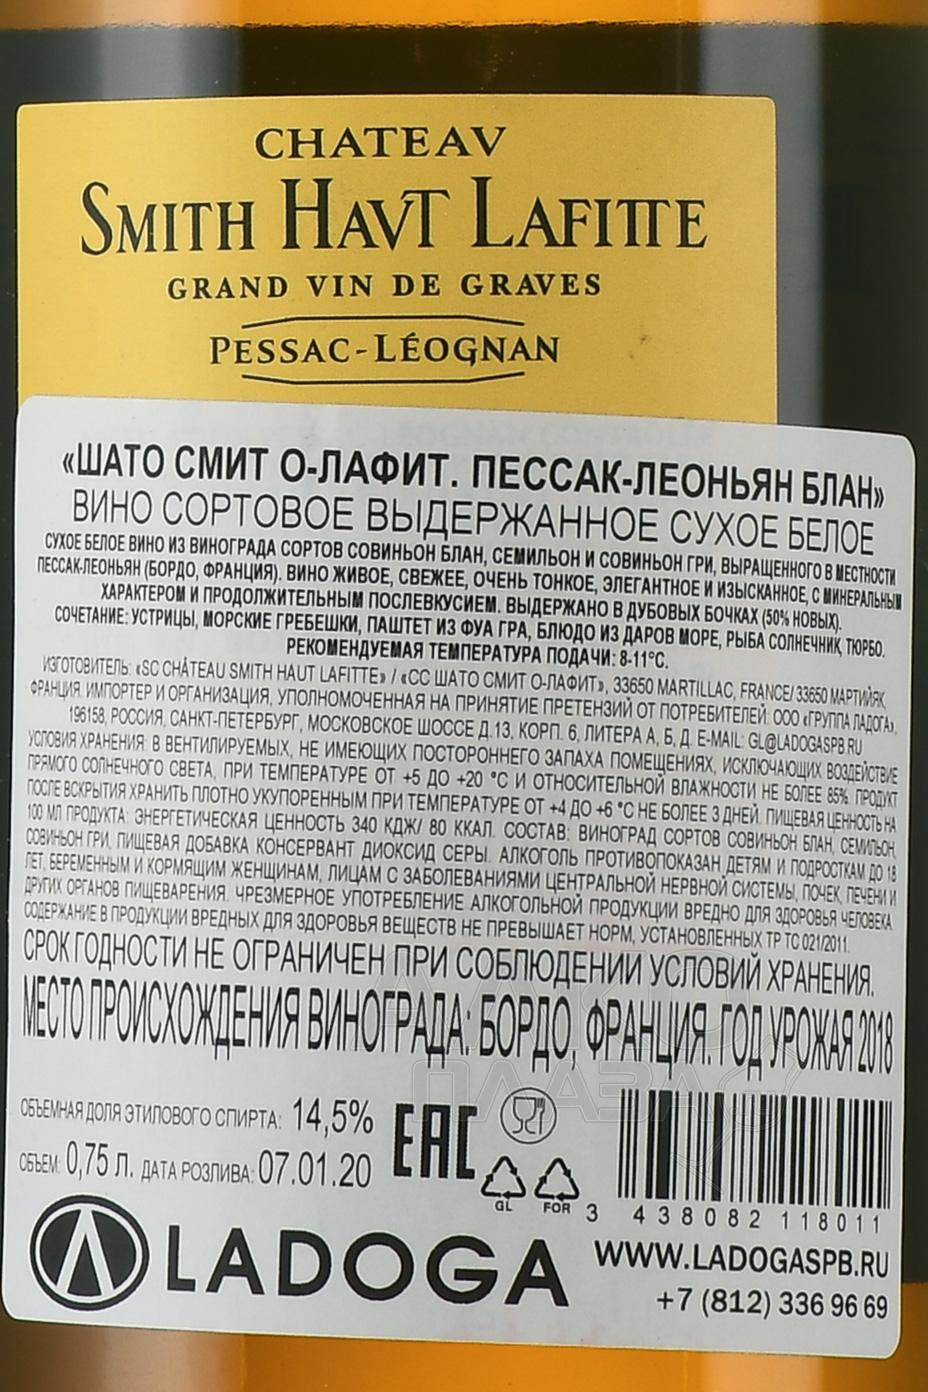 CHATEAV
SMITH HAVT LAFITTE
GRAND VIN DE GRAVES
PESSAC-LÉOGNAN
«ШАТО СМИТ О-ЛАФИТ. ПЕССАК-ЛЕОНЬЯН БЛАН»
ВИНО СОРТОВОЕ ВЫДЕРЖАННОЕ СУХОЕ БЕЛОЕ
СУХОЕ БЕЛОЕ ВИНО ИЗ ВИНОГРАДА СОРТОВ СОВИНЬОН БЛАН, СЕМИЛЬОН И СОВИНЬОН ГРИ, ВЫРАЩЕННОГО В МЕСТНОСТИ
ПЕССАК-ЛЕОНЬЯН (БОРДО, ФРАНЦИЯ). ВИНО ЖИВОЕ, СВЕЖЕЕ, ОЧЕНЬ ТОНКОЕ, ЭЛЕГАНТНОЕ И ИЗЫСКАННОЕ, С МИНЕРАЛЬНЫМ
ХАРАКТЕРОМ И ПРОДОЛЖИТЕЛЬНЫМ ПОСЛЕВКУСИЕМ. ВЫДЕРЖАНО В ДУБОВЫХ БОЧКАХ (50% НОВЫХ).
СОЧЕТАНИЕ: УСТРИЦЫ, МОРСКИЕ ГРЕБЕШКИ, ПАШТЕТ ИЗ ФУА ГРА, БЛЮДО ИЗ ДАРОВ МОРЕ, РЫБА СОЛНЕЧНИК, ТЮРБО.
РЕКОМЕНДУЕМАЯ ТЕМПЕРАТУРА ПОДАЧИ: 8-11°С.
ИЗГОТОВИТЕЛЬ: «SC CHÂTEAU SMITH HAUT LAFITTE» / «СС ШАТО СМИТ О-ЛАФИТ», 33650 MARTILLAC, FRANCE/ 33650 МАРТИЙЯК,
ФРАНЦИЯ. ИМПОРТЕР И ОРГАНИЗАЦИЯ, УПОЛНОМОЧЕННАЯ НА ПРИНЯТИЕ ПРЕТЕНЗИЙ ОТ ПОТРЕБИТЕЛЕЙ: ООО «ГРУППА ЛАДОГА»,
196158, РОССИЯ, САНКТ-ПЕТЕРБУРГ, МОСКОВСКОЕ ШОССЕ Д.13, КОРП. 6, ЛИТЕРА А, Б, Д. E-MAIL: GL@LADOGASPB.RU
УСЛОВИЯ ХРАНЕНИЯ: В ВЕНТИЛИРУЕМЫХ, НЕ ИМЕЮЩИХ ПОСТОРОННЕГО ЗАПАХА ПОМЕЩЕНИЯХ, ИСКЛЮЧАЮЩИХ ВОЗДЕЙСТВИЕ
ПРЯМОГО СОЛНЕЧНОГО СВЕТА, ПРИ ТЕМПЕРАТУРЕ ОТ +5 ДО +20 °С И ОТНОСИТЕЛЬНОЙ ВЛАЖНОСТИ НЕ БОЛЕЕ 85%. ПРОДУКТ
ПОСЛЕ ВСКРЫТИЯ ХРАНИТЬ ПЛОТНО УКУПОРЕННЫМ ПРИ ТЕМПЕРАТУРЕ ОТ +4 ДО +6 °С НЕ БОЛЕЕ 3 ДНЕЙ. ПИЩЕВАЯ ЦЕННОСТЬ НА
100 МЛ ПРОДУКТА: ЭНЕРГЕТИЧЕСКАЯ ЦЕННОСТЬ 340 КДЖ/ 80 ККАЛ. СОСТАВ: ВИНОГРАД СОРТОВ СОВИНЬОН БЛАН, СЕМИЛЬОН,
СОВИНЬОН ГРИ, ПИЩЕВАЯ ДОБАВКА КОНСЕРВАНТ ДИОКСИД СЕРЫ. АЛКОГОЛЬ ПРОТИВОПОКАЗАН ДЕТЯМ И ПОДРОСТКАМ ДО 18
ЛЕТ, БЕРЕМЕННЫМ И КОРМЯЩИМ ЖЕНЩИНАМ, ЛИЦАМ С ЗАБОЛЕВАНИЯМИ ЦЕНТРАЛЬНОЙ НЕРВНОЙ СИСТЕМЫ, ПОЧЕК, ПЕЧЕНИ И
ДРУГИХ ОРГАНОВ ПИЩЕВАРЕНИЯ. ЧРЕЗМЕРНОЕ УПОТРЕБЛЕНИЕ АЛКОГОЛЬНОЙ ПРОДУКЦИИ ВРЕДНО ДЛЯ ЗДОРОВЬЯ ЧЕЛОВЕКА.
СОДЕРЖАНИЕ В ПРОДУКЦИИ ВРЕДНЫХ ДЛЯ ЗДОРОВЬЯ ВЕЩЕСТВ НЕ ПРЕВЫШАЕТ НОРМ, УСТАНОВЛЕННЫХ ТР ТС 021/2011.
СРОК ГОДНОСТИ НЕ ОГРАНИЧЕН ПРИ СОБЛЮДЕНИИ УСЛОВИЙ ХРАНЕНИЯ.
МЕСТО ПРОИСХОЖДЕНИЯ ВИНОГРАДА: БОРДО, ФРАНЦИЯ. ГОД УРОЖАЯ 2018
ОБЪЕМНАЯ ДОЛЯ ЭТИЛОВОГО СПИРТА: 14,5%
ОБЪЕМ: 0,75 Л. ДАТА РОЗЛИВА: 07.01.20
EAC
GL FOR
3 438082 118011
LADOGA
WWW.LADOGASPB.RU
+7 (812) 336 96 69